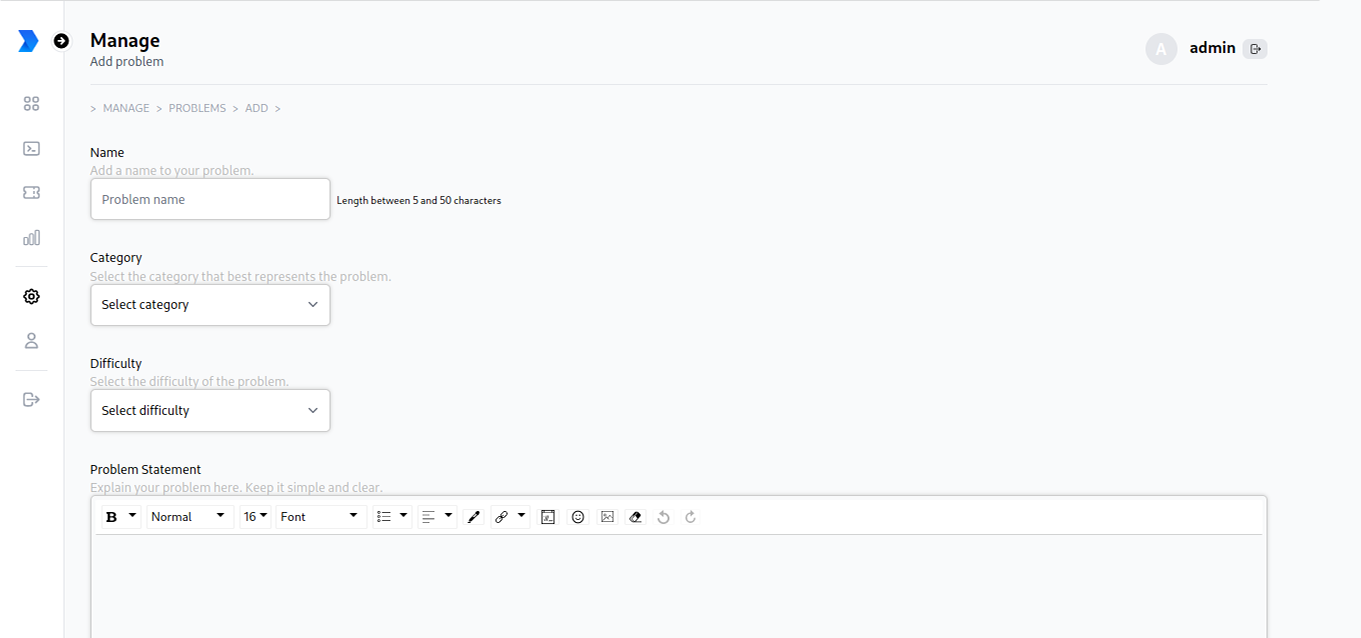 Manage
Add problem
A
admin
> MANAGE > PROBLEMS > ADD >
Name
Add a name to your problem.
Problem name
Length between 5 and 50 characters
Category
Select the category that best represents the problem.
Select category
Difficulty
Select the difficulty of the problem.
Select difficulty
Problem Statement
Explain your problem here. Keep it simple and clear.
B Normal 16 Font